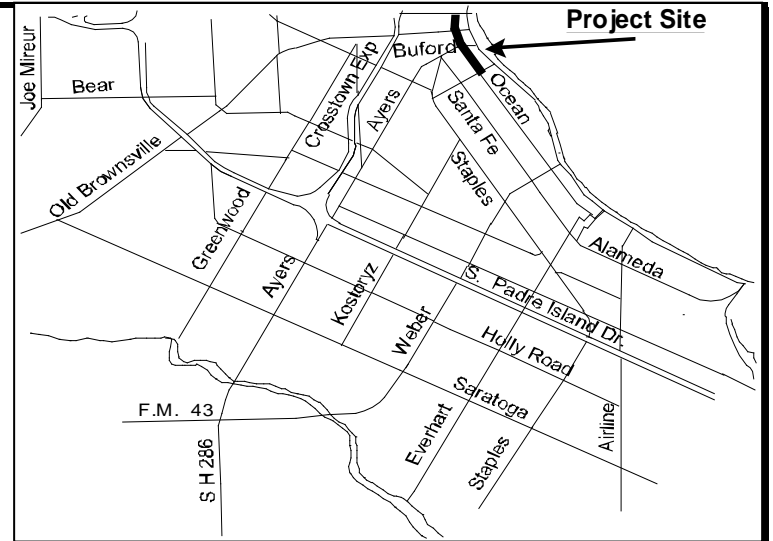 Project Site
Joe Mireur
Bear
Crosstown Exp
Buford
Ayers
Ocean
Santa Fe
Staples
Old Brownsville
Greenwood
Ayers
Kostoryz
Weber
Alameda
S. Padre Island Dr.
Holly Road
Saratoga
F.M. 43
S H 286
Everhart
Staples
Airline